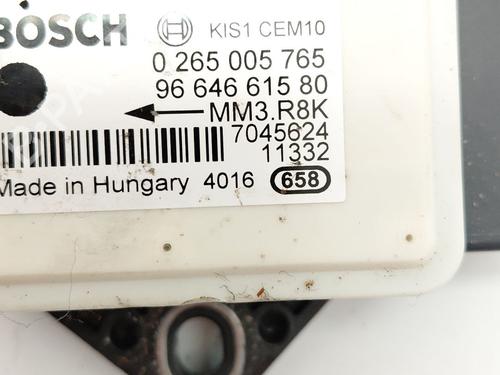 BOSCH KIS1 CEM10
0 265 005 765
96 646 615 80
MM3.R8K
7045624
11332
Made in Hungary 4016 658